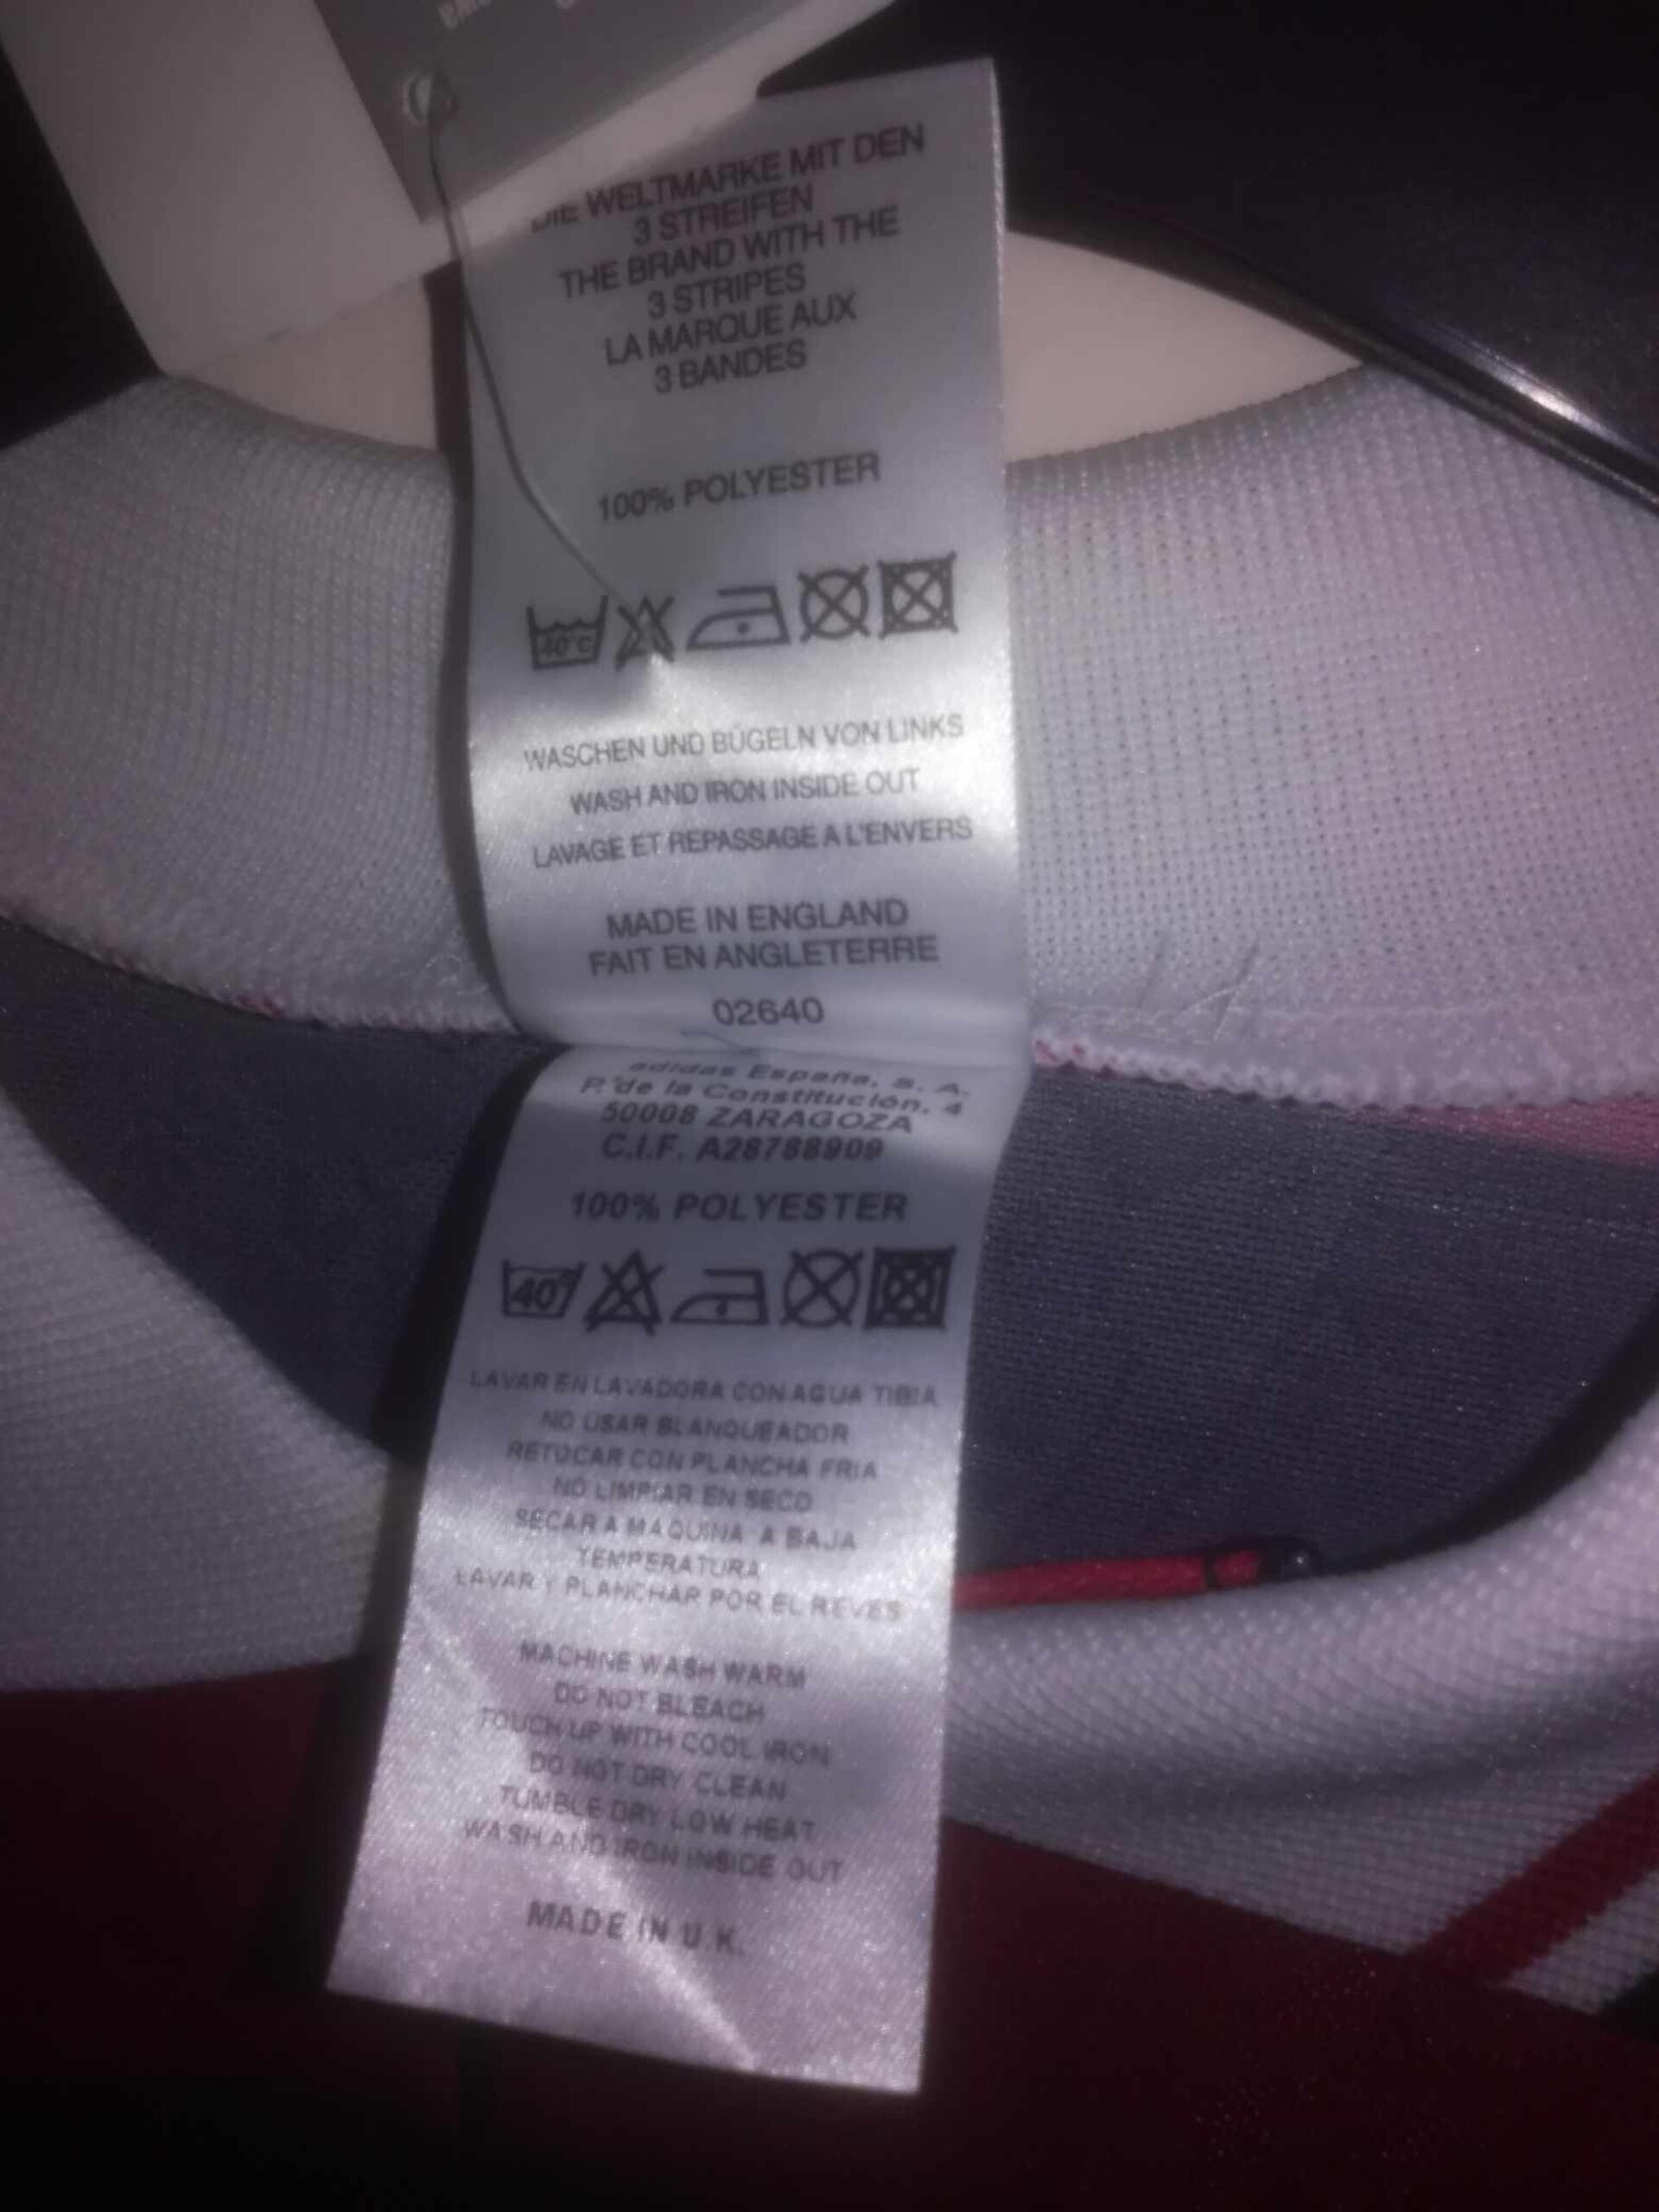 DIE WELTMARKE MIT DEN
3 STREIFEN
THE BRAND WITH THE
3 STRIPES
LA MARQUE AUX
3 BANDES
100% POLYESTER
40°C
WASCHEN UND BÜGELN VON LINKS
WASH AND IRON INSIDE OUT
LAVAGE ET REPASSAGE A L'ENVERS
MADE IN ENGLAND
FAIT EN ANGLETERRE
02640
adidas España, S. A.
P.º de la Constitución, 4
50008 ZARAGOZA
C.I.F. A28788909
100% POLYESTER
40°
LAVAR EN LAVADORA CON AGUA TIBIA
NO USAR BLANQUEADOR
RETOCAR CON PLANCHA FRIA
NO LIMPIAR EN SECO
SECAR A MAQUINA A BAJA
TEMPERATURA
LAVAR Y PLANCHAR POR EL REVES
MACHINE WASH WARM
DO NOT BLEACH
TOUCH UP WITH COOL IRON
DO NOT DRY CLEAN
TUMBLE DRY LOW HEAT
WASH AND IRON INSIDE OUT
MADE IN U.K.